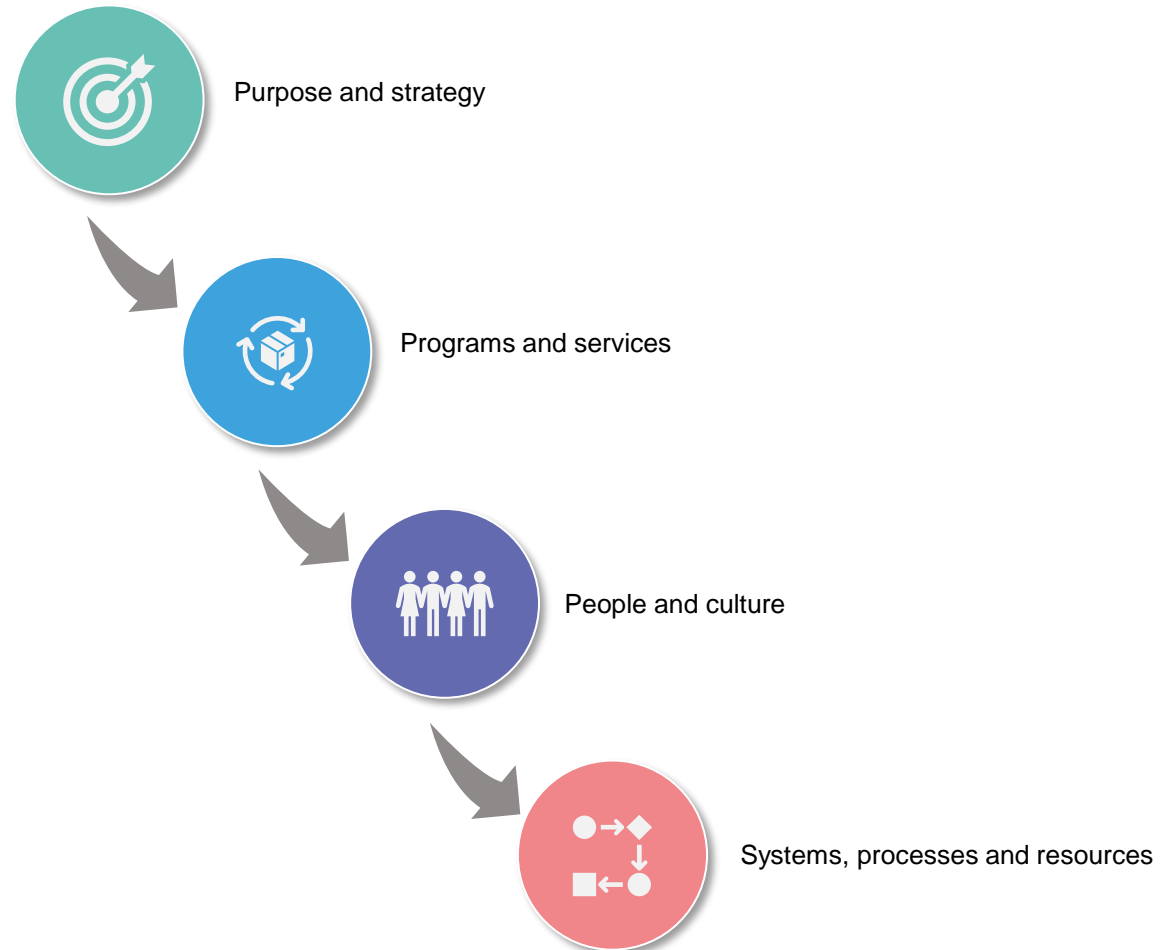 Purpose and strategy
Programs and services
People and culture
Systems, processes and resources